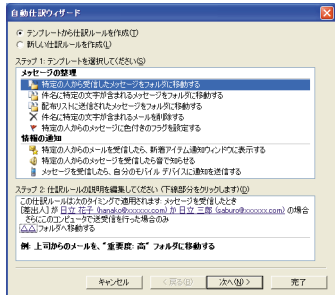 自動仕訳ウィザード
テンプレートから仕訳ルールを作成(T)
新しい仕訳ルールを作成(L)
ステップ 1: テンプレートを選択してください(S)
メッセージの整理
特定の人から受信したメッセージをフォルダに移動する
件名に特定の文字が含まれるメッセージをフォルダに移動する
配布リストに送信されたメッセージをフォルダに移動する
件名に特定の文字が含まれるメールを削除する
特定の人からのメッセージに色付きのフラグを設定する
情報の通知
特定の人からのメールを受信したら、新着アイテム通知ウィンドウに表示する
特定の人からのメッセージを受信したら音で知らせる
メッセージを受信したら、自分のモバイル デバイスに通知を送信する
ステップ 2: 仕訳ルールの説明を編集してください (下線部分をクリックします)(D)
この仕訳ルールは次のタイミングで適用されます: メッセージを受信したとき
[差出人] が 日立 花子 (hanako@xxxxxx.com) か 日立 三郎 (saburo@xxxxxx.com) の場合
さらにこのコンピュータで送受信を行った場合のみ
[△△] フォルダへ移動する
例: 上司からのメールを、"重要度: 高" フォルダに移動する
キャンセル
< 戻る(B)
次へ(N) >
完了